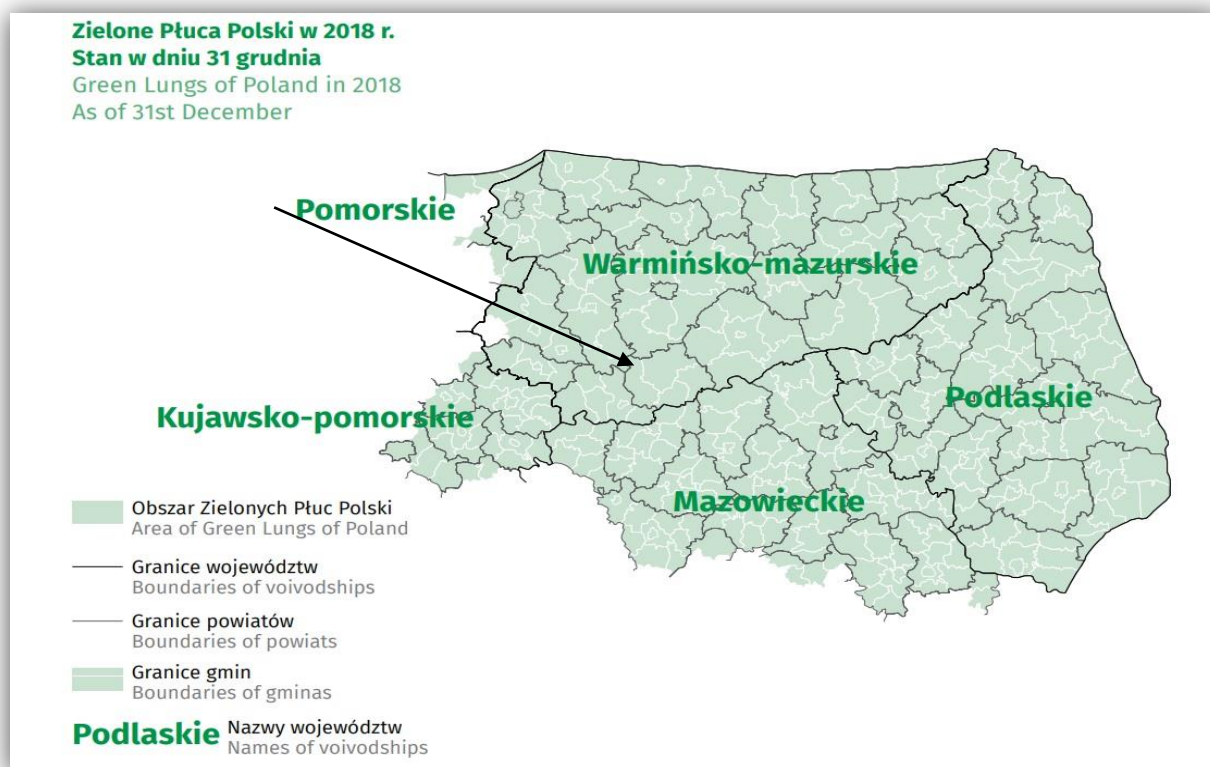 Zielone Płuca Polski w 2018 r.
Stan w dniu 31 grudnia
Green Lungs of Poland in 2018
As of 31st December
Pomorskie
Warmińsko-mazurskie
Podlaskie
Kujawsko-pomorskie
Mazowieckie
Obszar Zielonych Płuc Polski
Area of Green Lungs of Poland
Granice województw
Boundaries of voivodships
Granice powiatów
Boundaries of powiats
Granice gmin
Boundaries of gminas
Podlaskie Nazwy województw
Names of voivodships